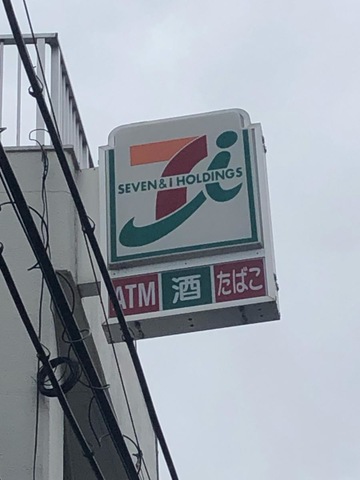 SEVEN & i HOLDINGS
ATM 酒 たばこ